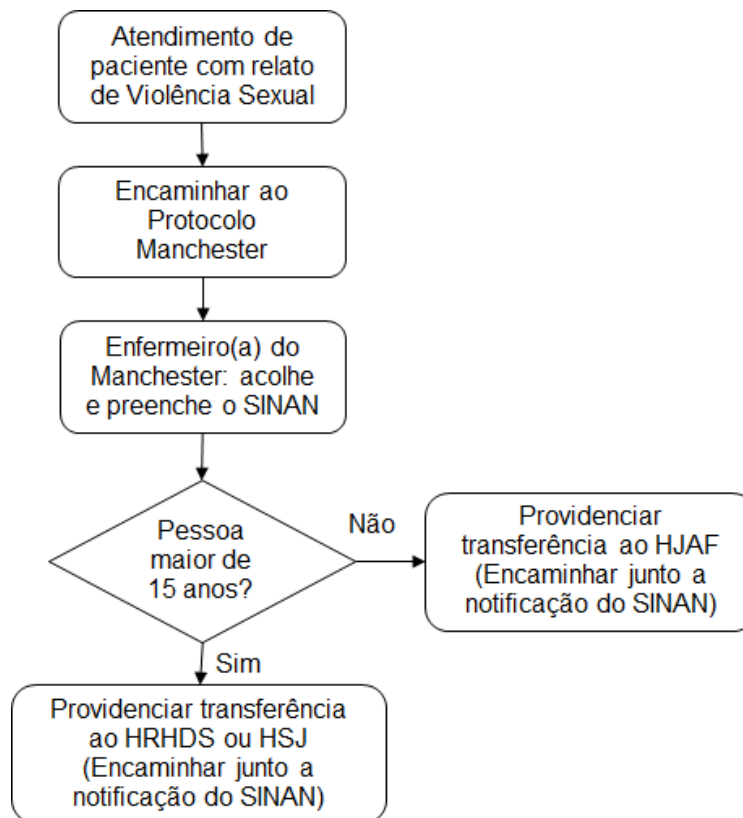 Atendimento de
paciente com relato
de Violência Sexual
Encaminhar ao
Protocolo
Manchester
Enfermeiro(a) do
Manchester: acolhe
e preenche o SINAN
Pessoa
maior de
15 anos?
Não
Providenciar
transferência ao HJAF
(Encaminhar junto a
notificação do SINAN)
Sim
Providenciar transferência
ao HRHDS ou HSJ
(Encaminhar junto a
notificação do SINAN)